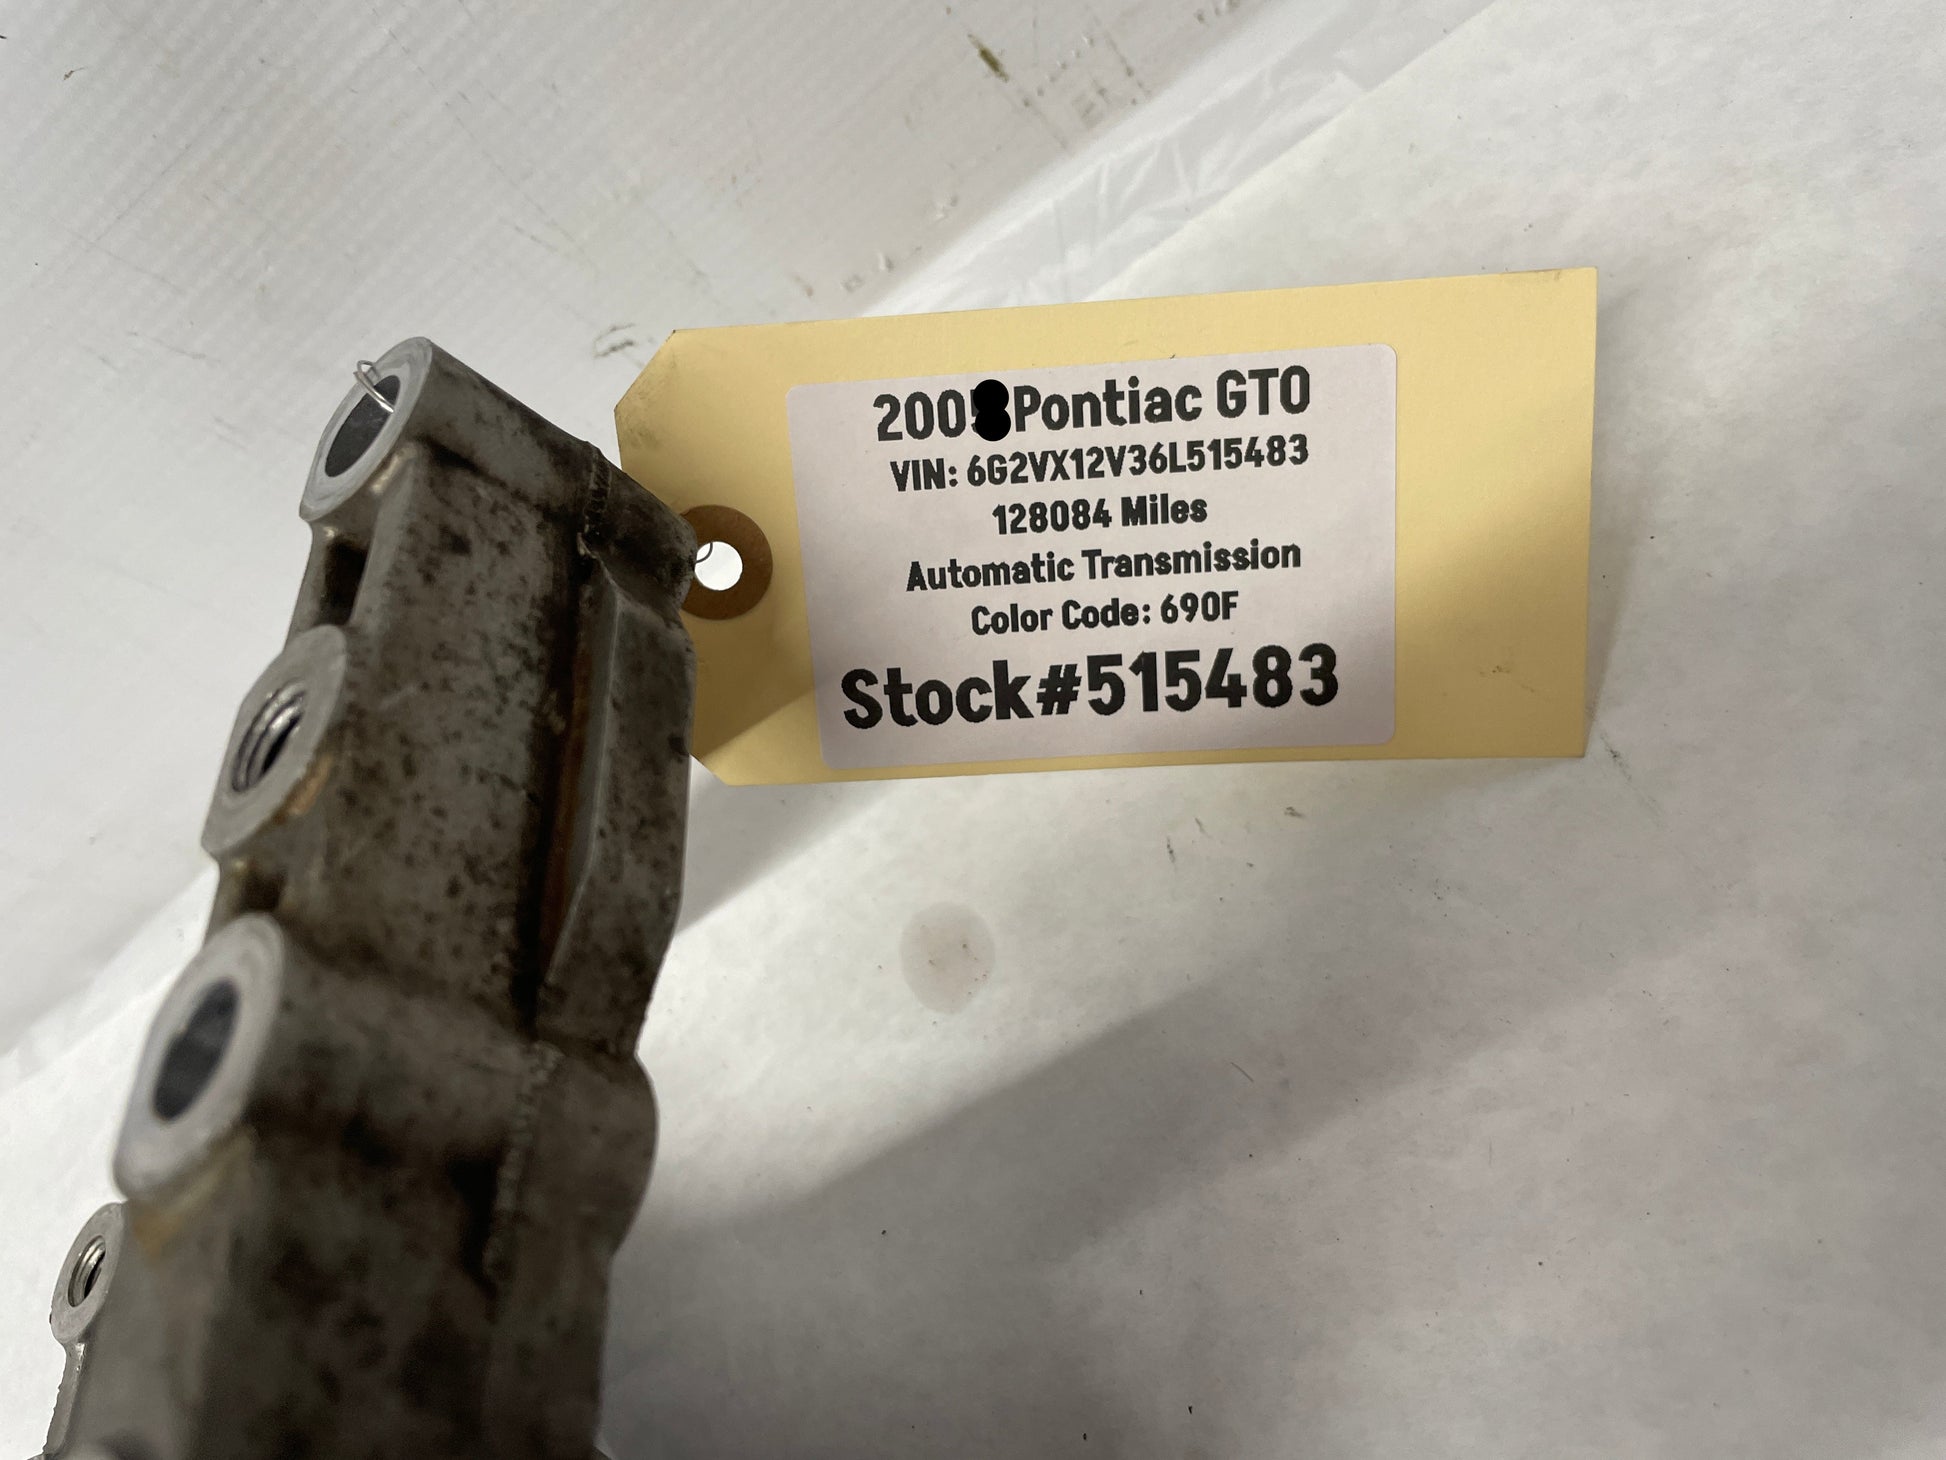 Pontiac GTO
VIN: 6G2VX12V36L515483
128084 Miles
Automatic Transmission
Color Code: 690F
Stock#515483